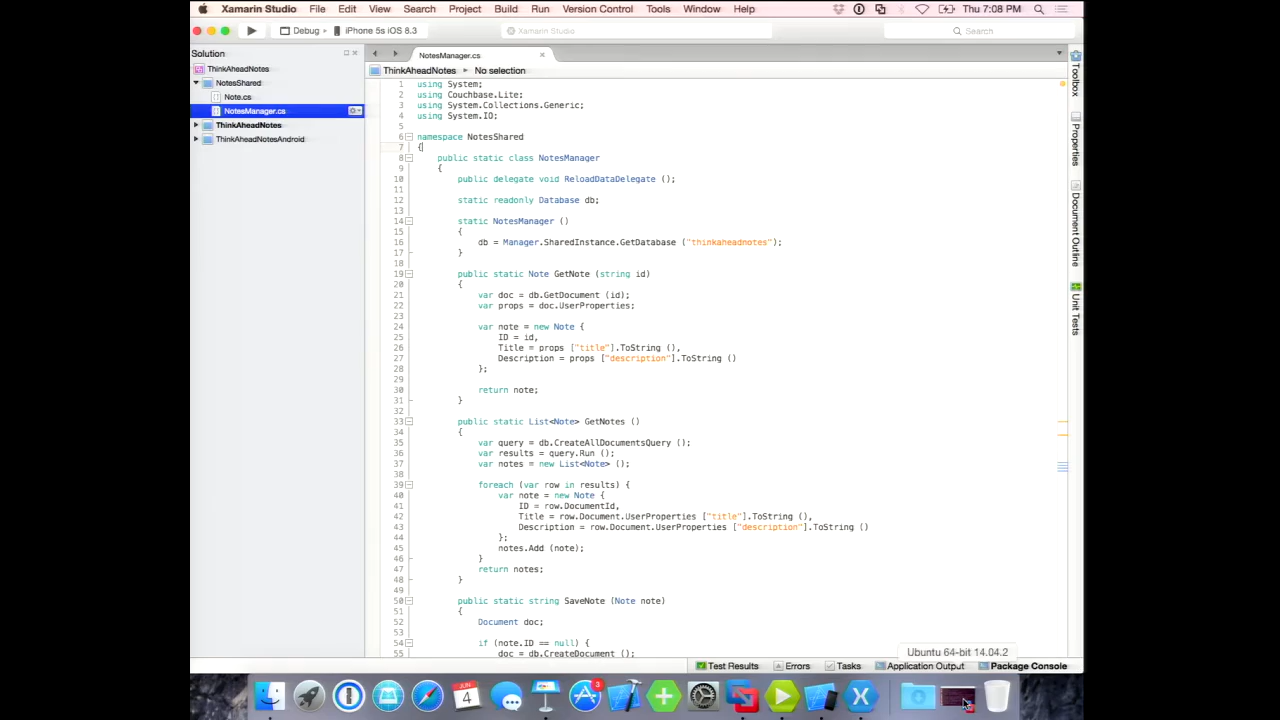 Xamarin Studio File Edit View Search Project Build Run Version Control Tools Window Help Thu 7:08 PM
Debug iPhone 5s iOS 8.3 Xamarin Studio Search
Solution
ThinkAheadNotes
NotesShared
Note.cs
NotesManager.cs
ThinkAheadNotes
ThinkAheadNotesAndroid
NotesManager.cs
ThinkAheadNotes No selection
1 using System;
2 using Couchbase.Lite;
3 using System.Collections.Generic;
4 using System.IO;
5
6 namespace NotesShared
7 {
8 public static class NotesManager
9 {
10 public delegate void ReloadDataDelegate ();
11
12 static readonly Database db;
13
14 static NotesManager ()
15 {
16 db = Manager.SharedInstance.GetDatabase ("thinkaheadnotes");
17 }
18
19 public static Note GetNote (string id)
20 {
21 var doc = db.GetDocument (id);
22 var props = doc.UserProperties;
23
24 var note = new Note {
25 ID = id,
26 Title = props ["title"].ToString (),
27 Description = props ["description"].ToString ()
28 };
29
30 return note;
31 }
32
33 public static List<Note> GetNotes ()
34 {
35 var query = db.CreateAllDocumentsQuery ();
36 var results = query.Run ();
37 var notes = new List<Note> ();
38
39 foreach (var row in results) {
40 var note = new Note {
41 ID = row.DocumentId,
42 Title = row.Document.UserProperties ["title"].ToString (),
43 Description = row.Document.UserProperties ["description"].ToString ()
44 };
45 notes.Add (note);
46 }
47 return notes;
48 }
49
50 public static string SaveNote (Note note)
51 {
52 Document doc;
53
54 if (note.ID == null) {
55 doc = db.CreateDocument ();
Toolbox
Properties
Document Outline
Unit Tests
Ubuntu 64-bit 14.04.2
Test Results Errors Tasks Application Output Package Console
JUN
4
3